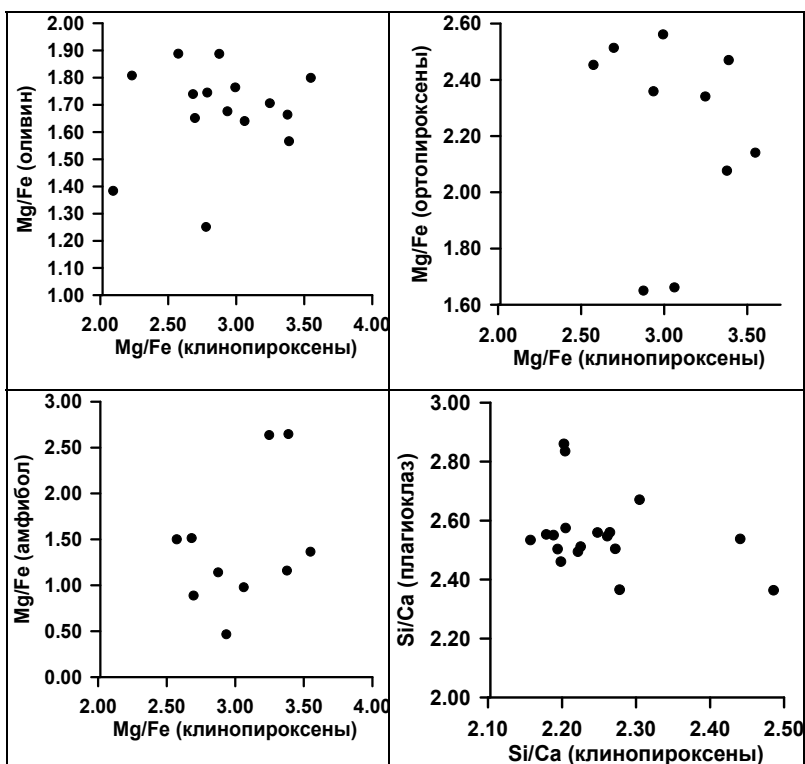 2.00
1.90
1.80
1.70
1.60
1.50
1.40
1.30
1.20
1.10
1.00
Mg/Fe (оливин)
2.00 2.50 3.00 3.50 4.00
Mg/Fe (клинопироксены)
2.60
2.40
2.20
2.00
1.80
1.60
Mg/Fe (ортопироксены)
2.00 2.50 3.00 3.50
Mg/Fe (клинопироксены)
3.00
2.50
2.00
1.50
1.00
0.50
0.00
Mg/Fe (амфибол)
2.00 2.50 3.00 3.50 4.00
Mg/Fe (клинопироксены)
3.00
2.80
2.60
2.40
2.20
2.00
Si/Ca (плагиоклаз)
2.10 2.20 2.30 2.40 2.50
Si/Ca (клинопироксены)